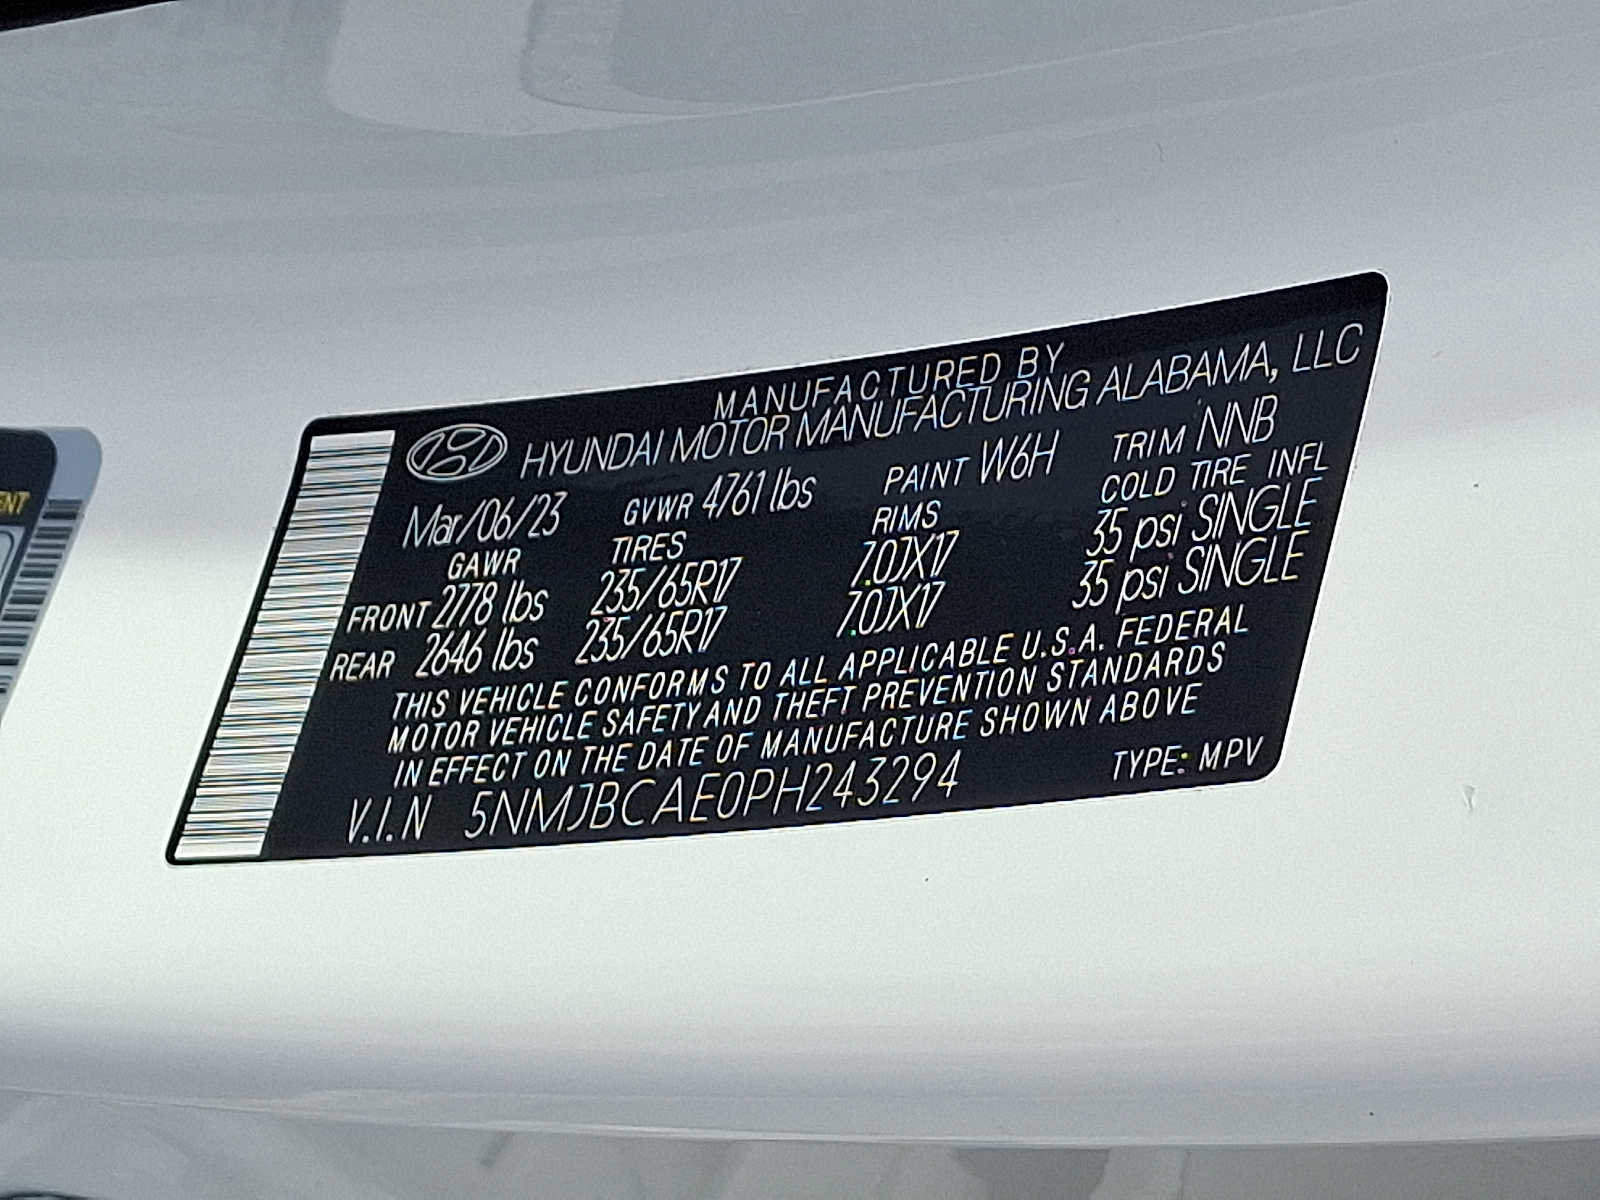 MANUFACTURED BY
HYUNDAI MOTOR MANUFACTURING ALABAMA, LLC
Mar/06/23 GVWR 4761 lbs PAINT W6H TRIM NNB
GAWR TIRES RIMS COLD TIRE INFL
FRONT 2778 lbs 235/65R17 7.0JX17 35 psi SINGLE
REAR 2646 lbs 235/65R17 7.0JX17 35 psi SINGLE
THIS VEHICLE CONFORMS TO ALL APPLICABLE U.S.A. FEDERAL
MOTOR VEHICLE SAFETY AND THEFT PREVENTION STANDARDS
IN EFFECT ON THE DATE OF MANUFACTURE SHOWN ABOVE
V.I.N 5NMJBCAE0PH243294 TYPE: MPV